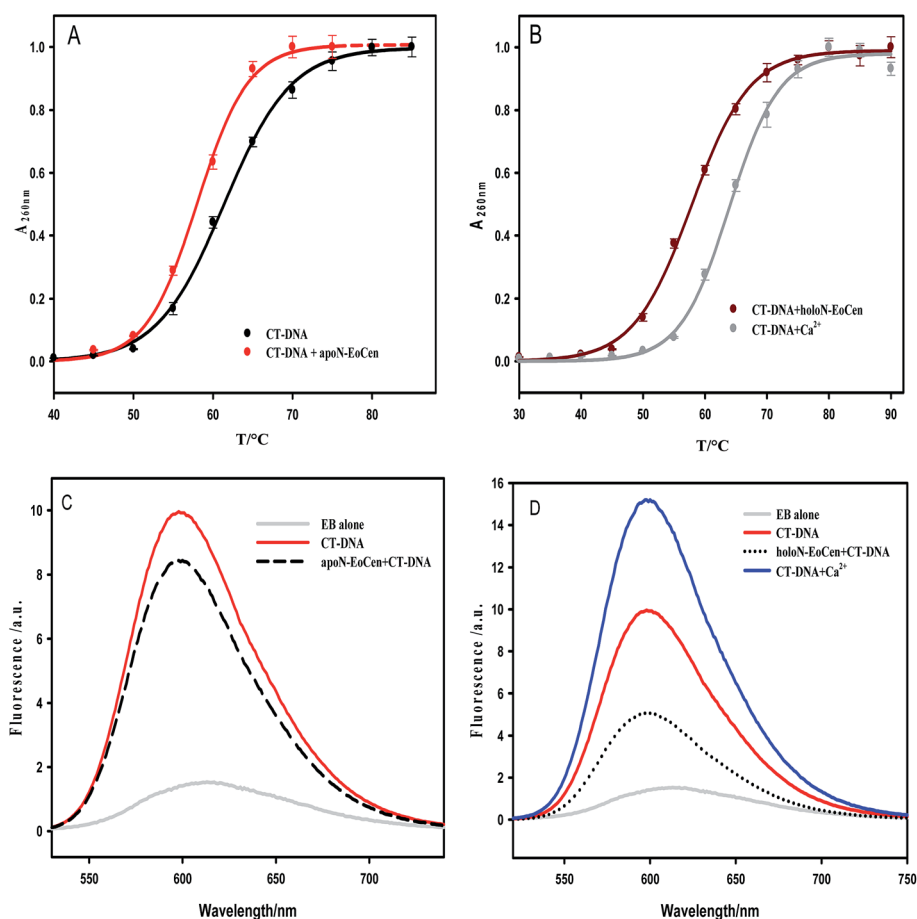 A
1.0
0.8
0.6
0.4
0.2
0.0
A 260nm
CT-DNA
CT-DNA + apoN-EoCen
40 50 60 70 80
T/°C
B
1.0
0.8
0.6
0.4
0.2
0.0
A 260nm
CT-DNA+holoN-EoCen
CT-DNA+Ca2+
30 40 50 60 70 80 90
T/°C
C
10
8
6
4
2
0
Fluorescence /a.u.
EB alone
CT-DNA
apoN-EoCen+CT-DNA
550 600 650 700
Wavelength/nm
D
16
14
12
10
8
6
4
2
0
Fluorescence /a.u.
EB alone
CT-DNA
holoN-EoCen+CT-DNA
CT-DNA+Ca2+
550 600 650 700 750
Wavelength/nm